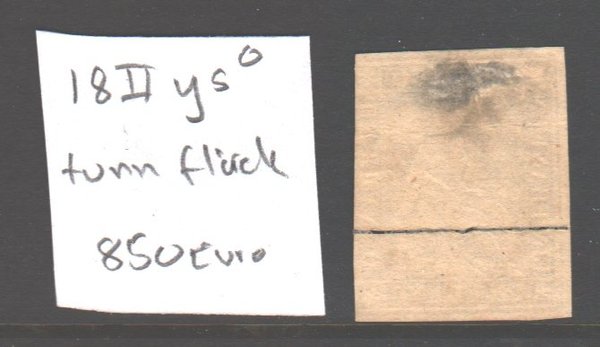 18 II ys°
tunn fläck
850 Euro